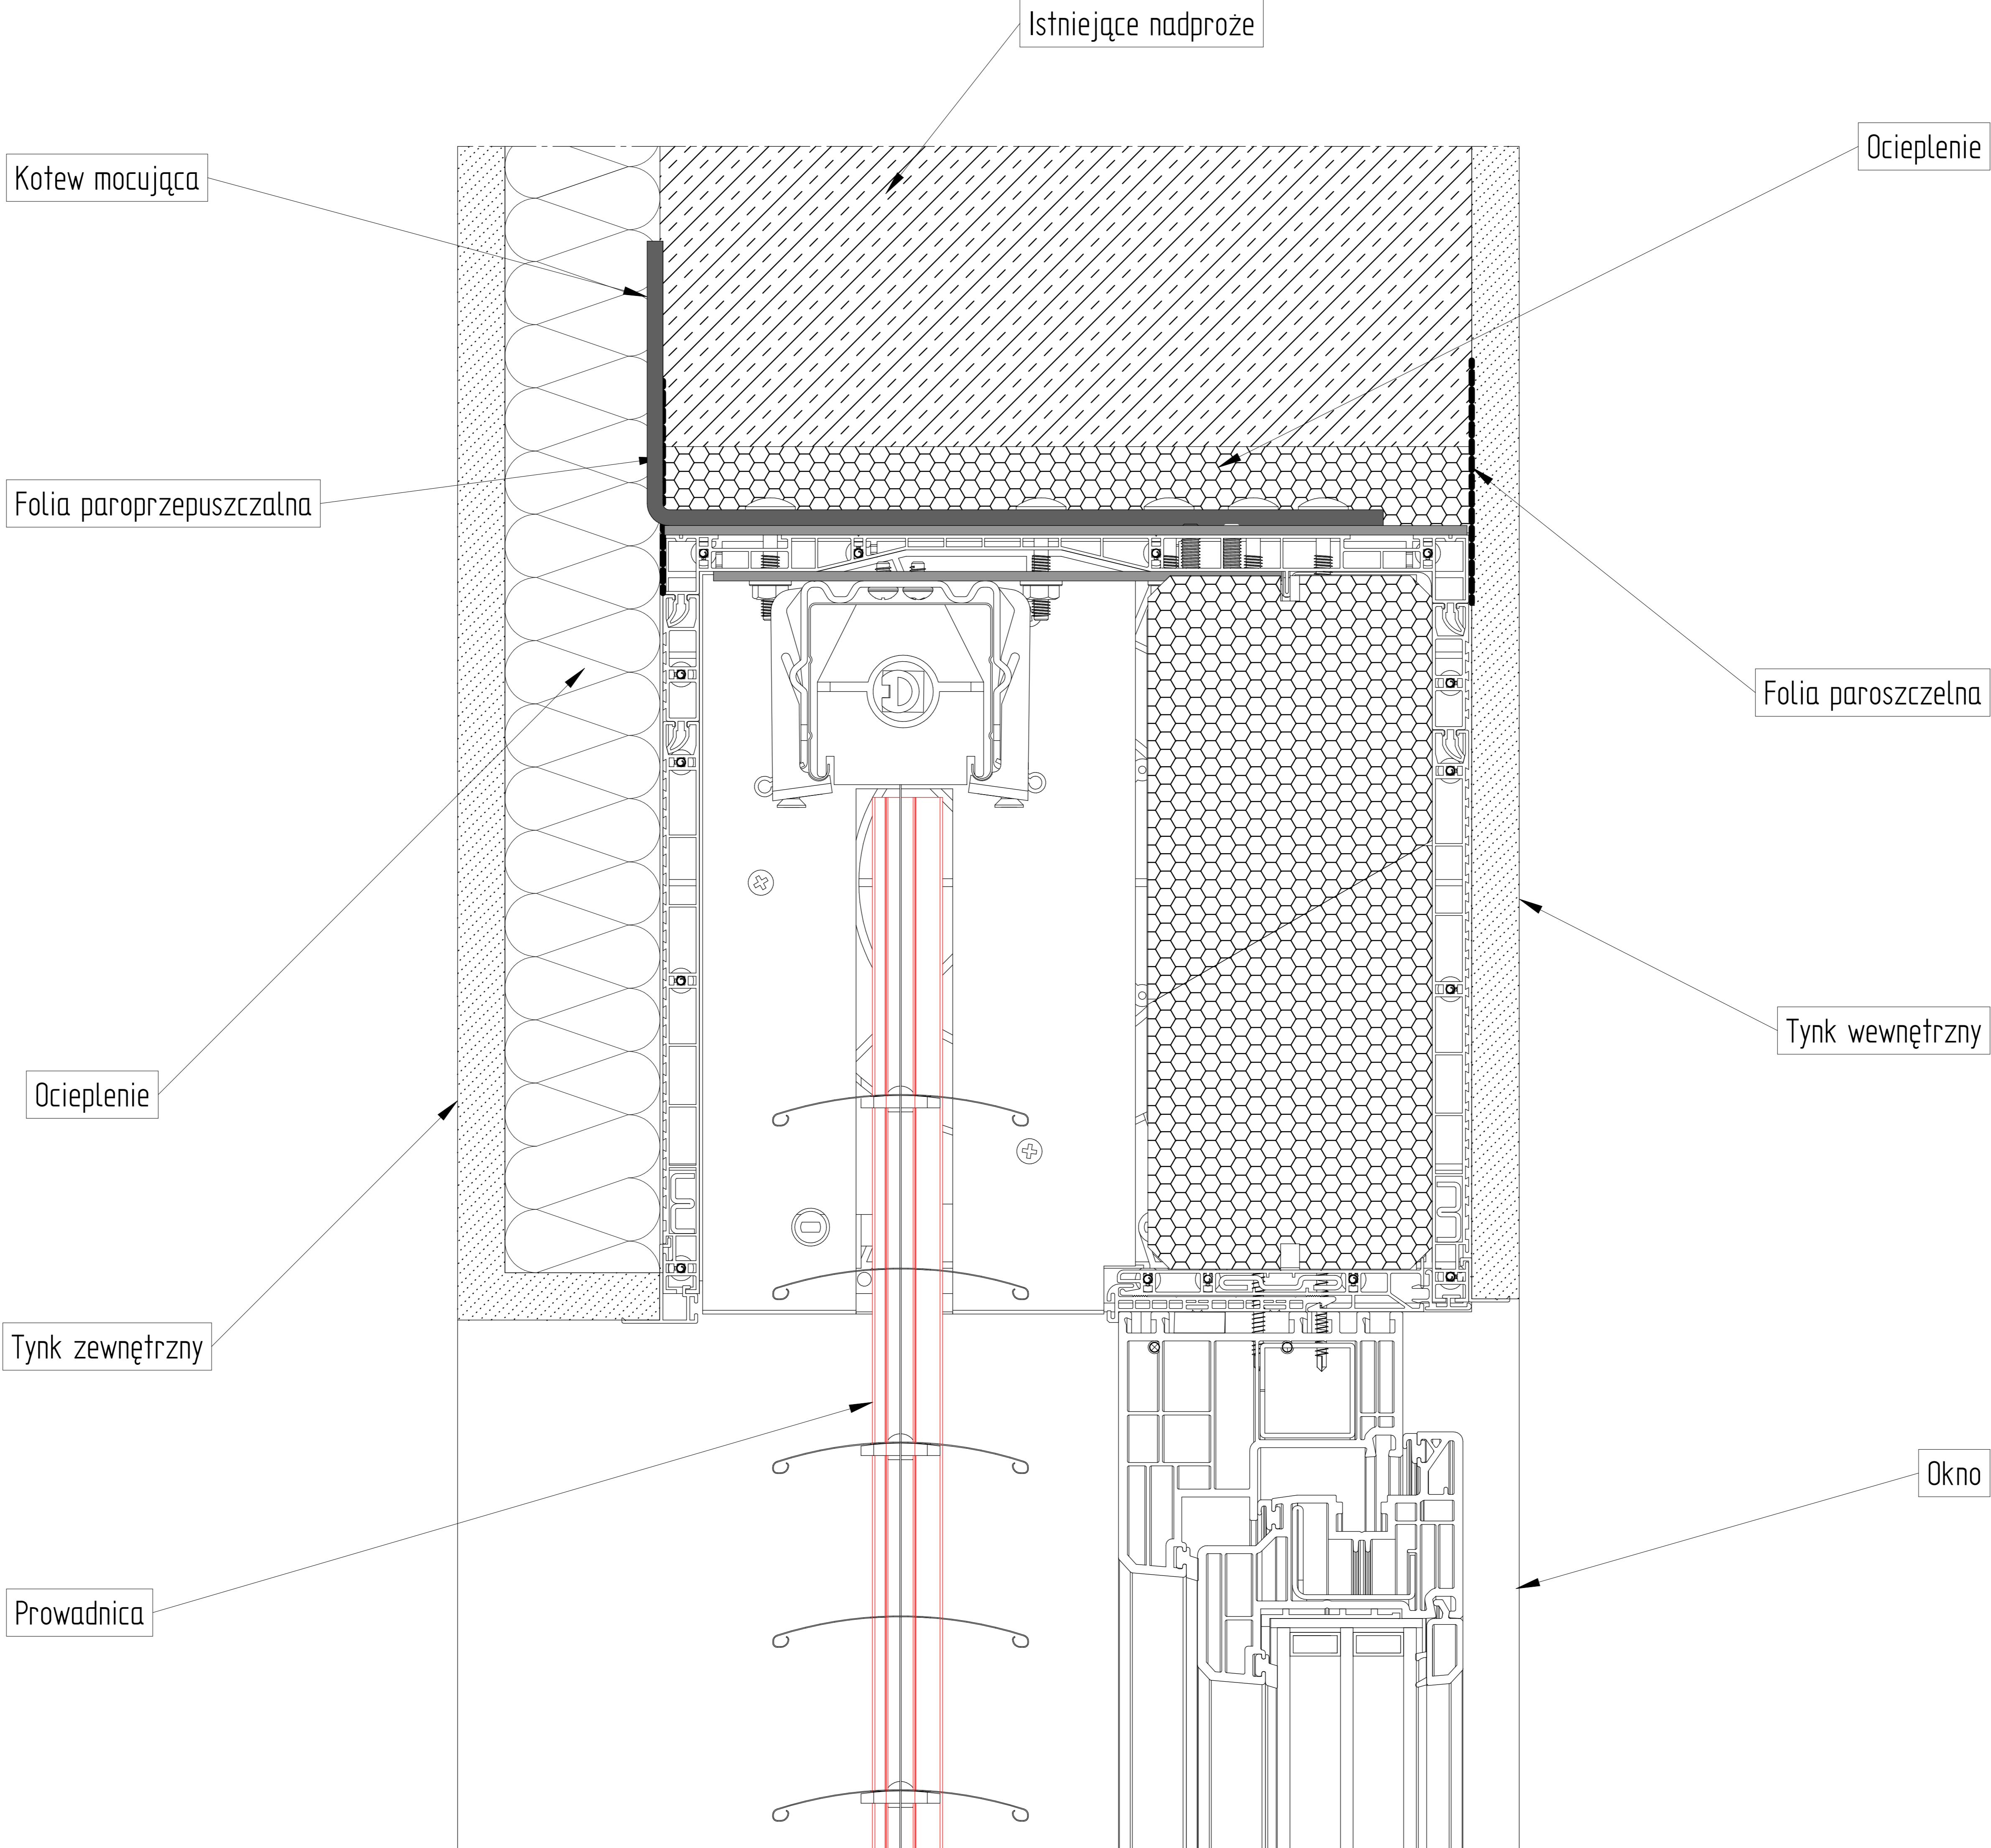 Istniejące nadproże
Ocieplenie
Kotew mocująca
Folia paroprzepuszczalna
Folia paroszczelna
Tynk wewnętrzny
Ocieplenie
Tynk zewnętrzny
Okno
Prowadnica